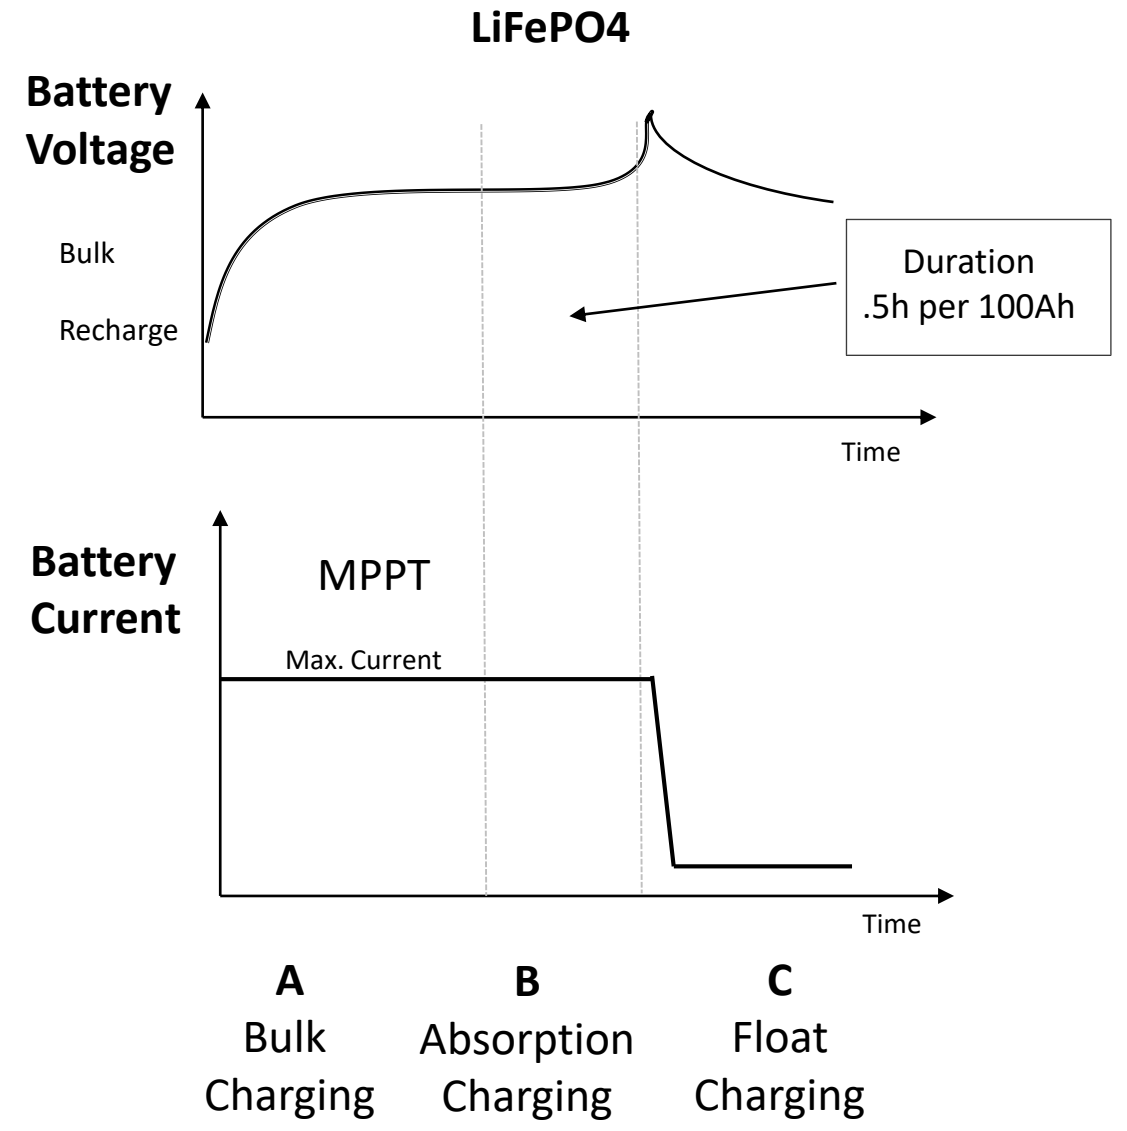 LiFePO4
Battery
Voltage
Bulk
Recharge
Duration
.5h per 100Ah
Time
Battery
Current
MPPT
Max. Current
Time
A
Bulk
Charging
B
Absorption
Charging
C
Float
Charging